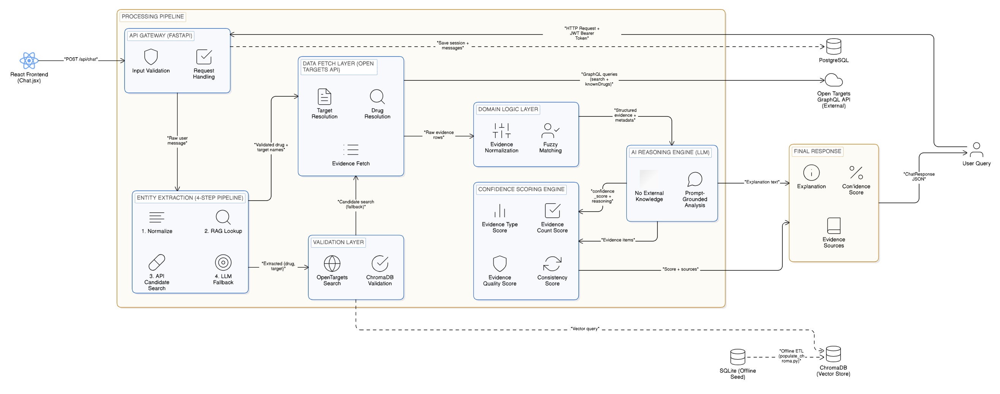 PROCESSING PIPELINE
API GATEWAY (FASTAPI)
Input Validation
Request
Handling
*POST /api/chat*
React Frontend
(Chat.jsx)
*HTTP Request +
JWT Bearer
Token*
*Save session +
messages*
PostgreSQL
DATA FETCH LAYER (OPEN
TARGETS API)
Target
Resolution
Drug
Resolution
Evidence Fetch
*GraphQL queries
(search +
knownDrugs)*
Open Targets
GraphQL API
(External)
*Raw user
message*
*Validated drug +
target names*
*Raw evidence
rows*
DOMAIN LOGIC LAYER
Evidence
Normalization
Fuzzy
Matching
*Structured
evidence +
metadata*
AI REASONING ENGINE (LLM)
No External
Knowledge
Prompt-
Grounded
Analysis
*Explanation text*
FINAL RESPONSE
Explanation
Confidence
Score
Evidence
Sources
*ChatResponse
JSON*
User Query
ENTITY EXTRACTION (4-STEP PIPELINE)
1. Normalize
2. RAG Lookup
3. API
Candidate
Search
4. LLM
Fallback
*Extracted {drug,
target}*
*Candidate search
(fallback)*
VALIDATION LAYER
OpenTargets
Search
ChromaDB
Validation
CONFIDENCE SCORING ENGINE
Evidence Type
Score
Evidence
Count Score
Evidence
Quality Score
Consistency
Score
*confidence
_score +
reasoning*
*Evidence items*
*Score + sources*
*Vector query*
SQLite (Offline
Seed)
*Offline ETL
(populate_ch
roma.py)*
ChromaDB
(Vector Store)